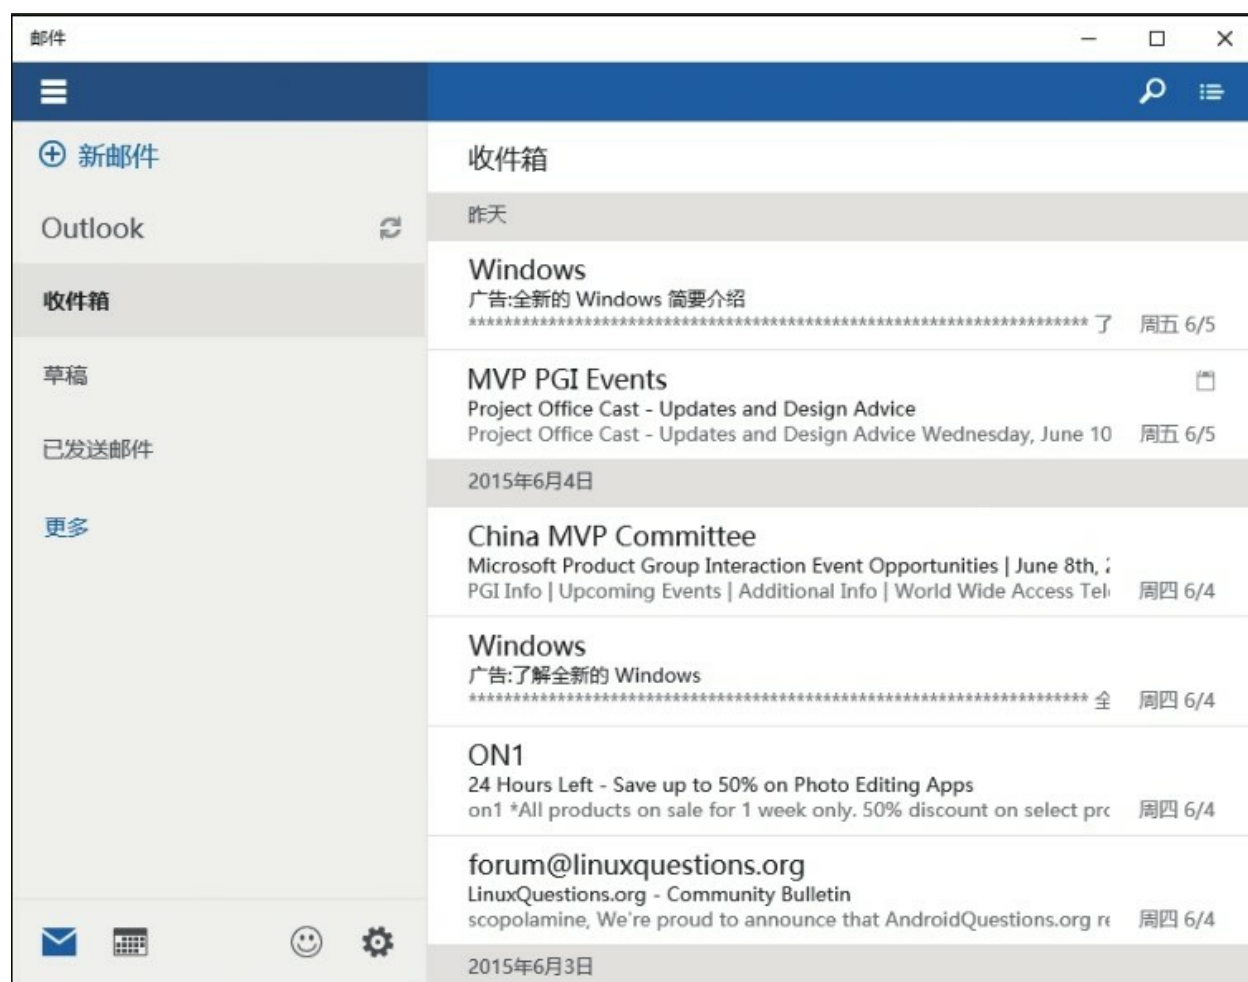 邮件
新邮件
Outlook
收件箱
草稿
已发送邮件
更多
收件箱
昨天
Windows
广告:全新的 Windows 简要介绍
********************************************************************** 了 周五 6/5
MVP PGI Events
Project Office Cast - Updates and Design Advice
Project Office Cast - Updates and Design Advice Wednesday, June 10 周五 6/5
2015年6月4日
China MVP Committee
Microsoft Product Group Interaction Event Opportunities | June 8th,
PGI Info | Upcoming Events | Additional Info | World Wide Access 周四 6/4
Windows
广告:了解全新的 Windows
********************************************************************** 全 周四 6/4
ON1
24 Hours Left - Save up to 50% on Photo Editing Apps
on1 *All products on sale for 1 week only. 50% discount on select 周四 6/4
forum@linuxquestions.org
LinuxQuestions.org - Community Bulletin
scopolamine, We're proud to announce that AndroidQuestions.org 周四 6/4
2015年6月3日